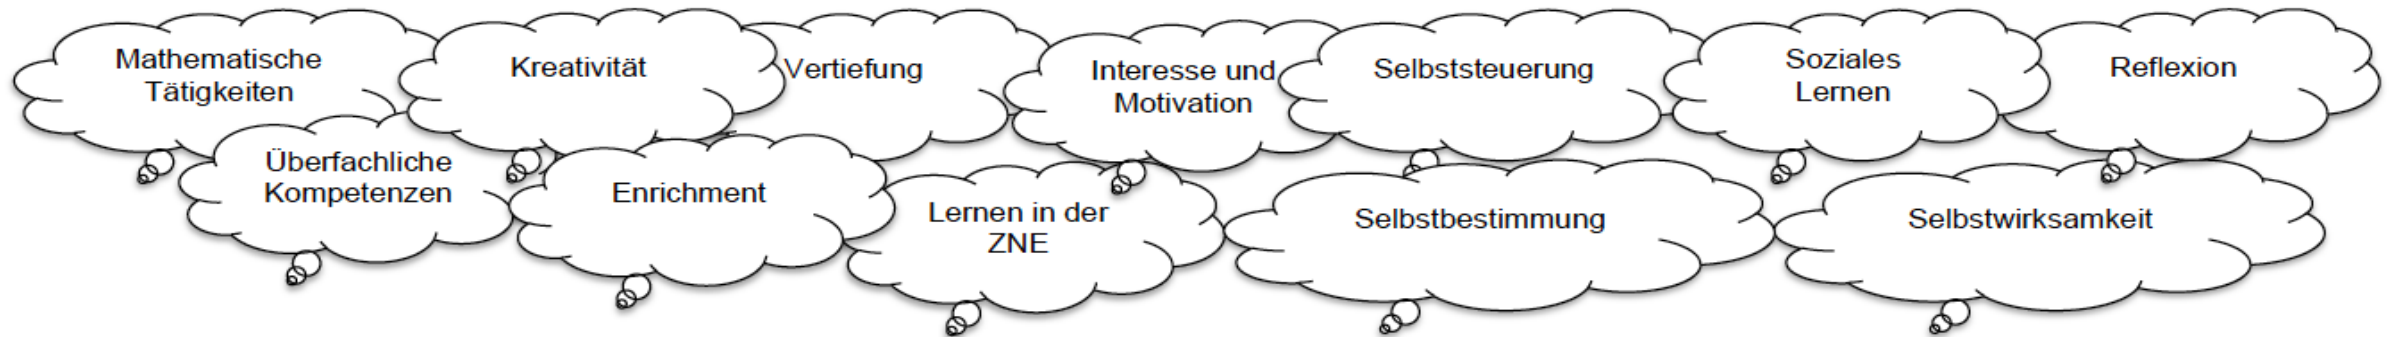 Mathematische
Tätigkeiten
Kreativität
Vertiefung
Interesse und
Motivation
Selbststeuerung
Soziales
Lernen
Reflexion
Überfachliche
Kompetenzen
Enrichment
Lernen in der
ZNE
Selbstbestimmung
Selbstwirksamkeit